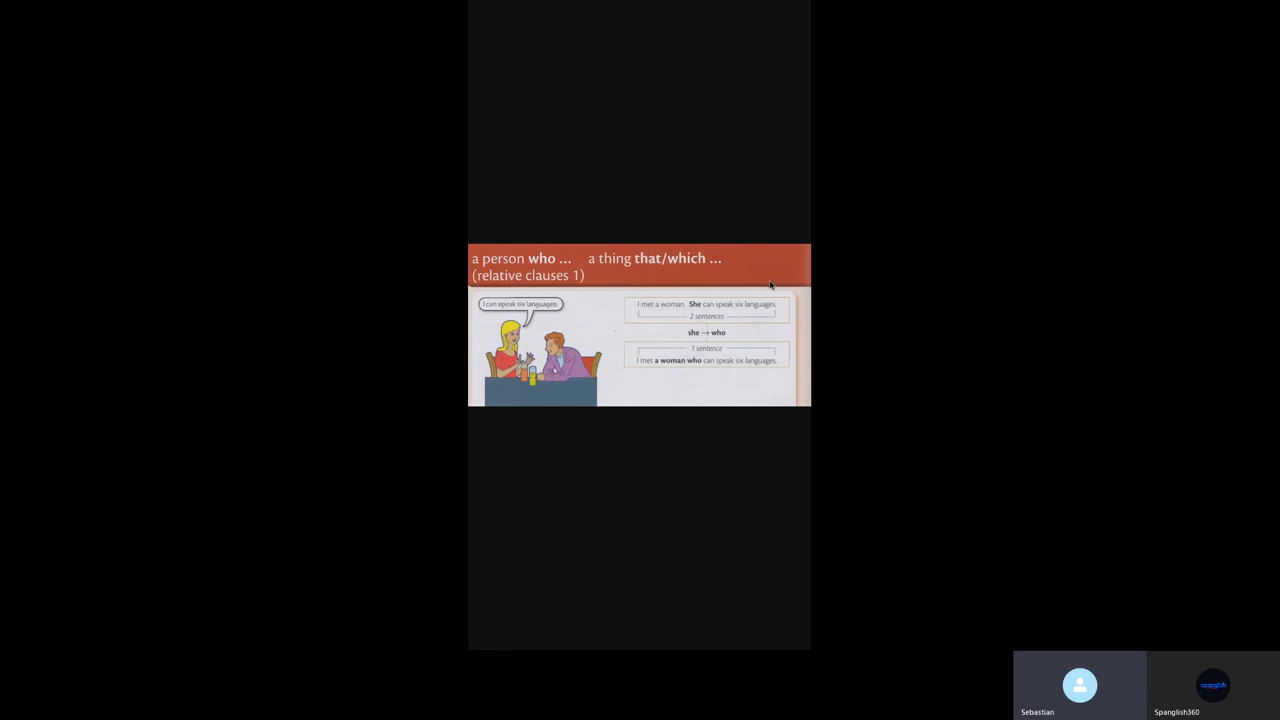 a person who ... a thing that/which ...
(relative clauses 1)
I can speak six languages.
I met a woman. She can speak six languages.
2 sentences
she → who
1 sentence
I met a woman who can speak six languages.
Sebastian
Spanglish360
spanglish